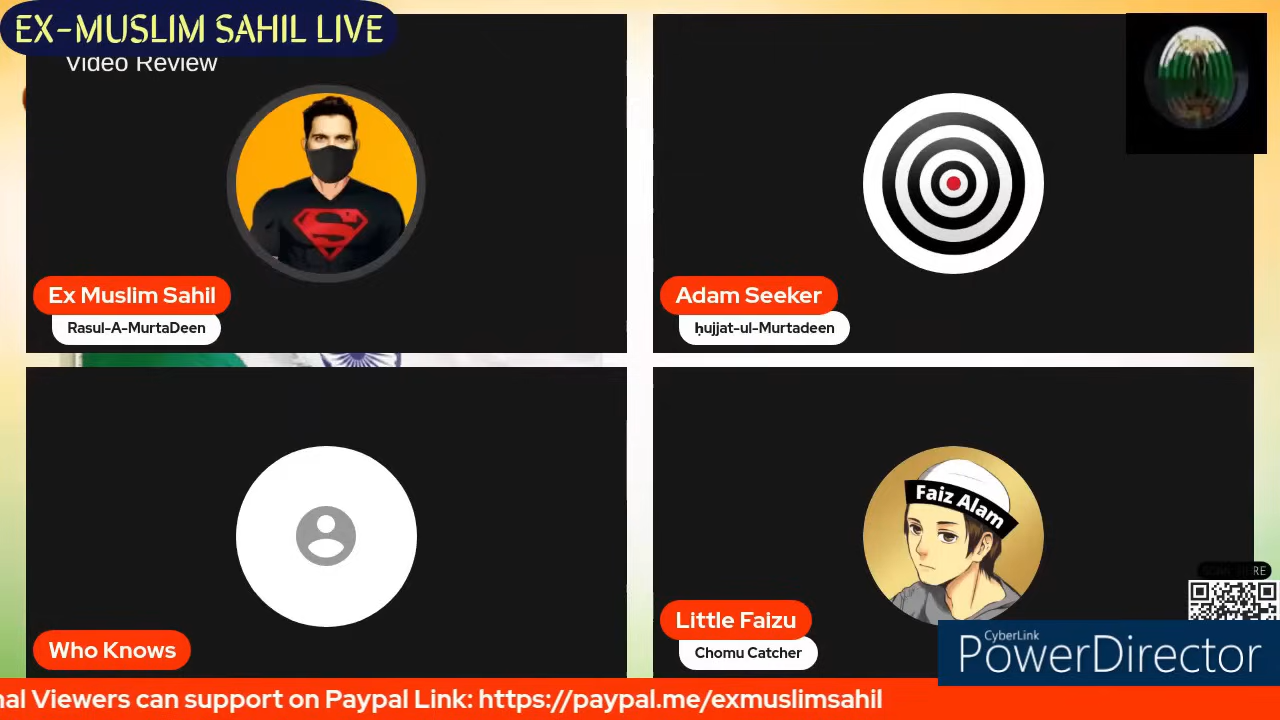 EX-MUSLIM SAHIL LIVE
Video Review
Ex Muslim Sahil
Rasul-A-MurtaDeen
Adam Seeker
ḥujjat-ul-Murtadeen
Who Knows
Faiz Alam
Little Faizu
Chomu Catcher
CyberLink
PowerDirector
Viewers can support on Paypal Link: https://paypal.me/exmuslimsahil